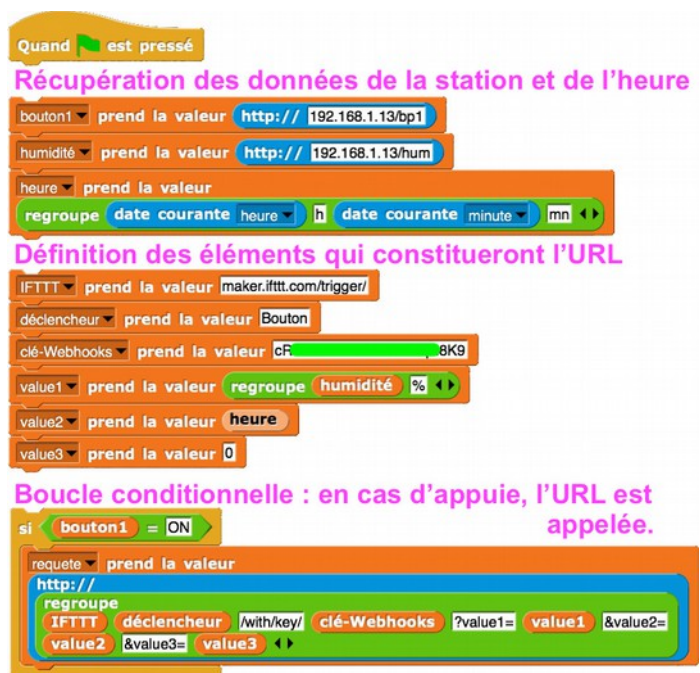 Quand est pressé
Récupération des données de la station et de l'heure
bouton1 prend la valeur http:// 192.168.1.13/bp1
humidité prend la valeur http:// 192.168.1.13/hum
heure prend la valeur
regroupe date courante heure h date courante minute mn
Définition des éléments qui constitueront l'URL
IFTTT prend la valeur maker.ifttt.com/trigger/
déclencheur prend la valeur Bouton
clé-Webhooks prend la valeur cR 8K9
value1 prend la valeur regroupe humidité %
value2 prend la valeur heure
value3 prend la valeur 0
Boucle conditionnelle : en cas d'appuie, l'URL est
appelée.
si bouton1 = ON
requete prend la valeur
http://
regroupe
IFTTT déclencheur /with/key/ clé-Webhooks ?value1= value1 &value2=
value2 &value3= value3